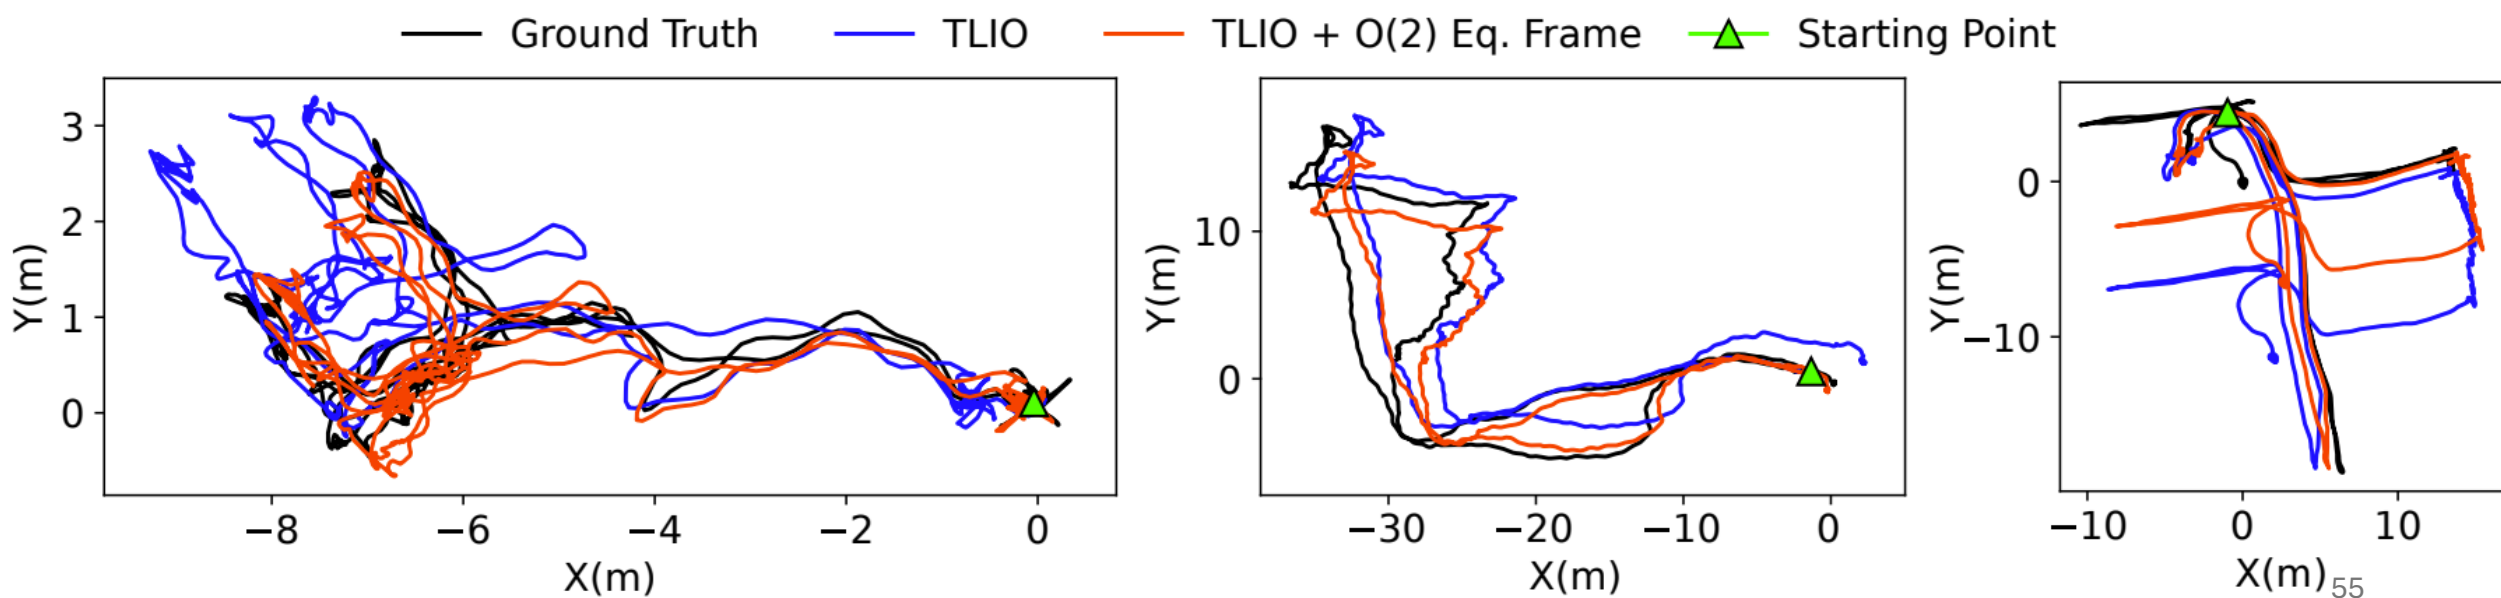 Ground Truth TLIO TLIO + O(2) Eq. Frame Starting Point
3
2
1
0
Y(m)
−8 −6 −4 −2 0
X(m)
10
0
Y(m)
−30 −20 −10 0
X(m)
0
−10
Y(m)
−10 0 10
X(m)
55